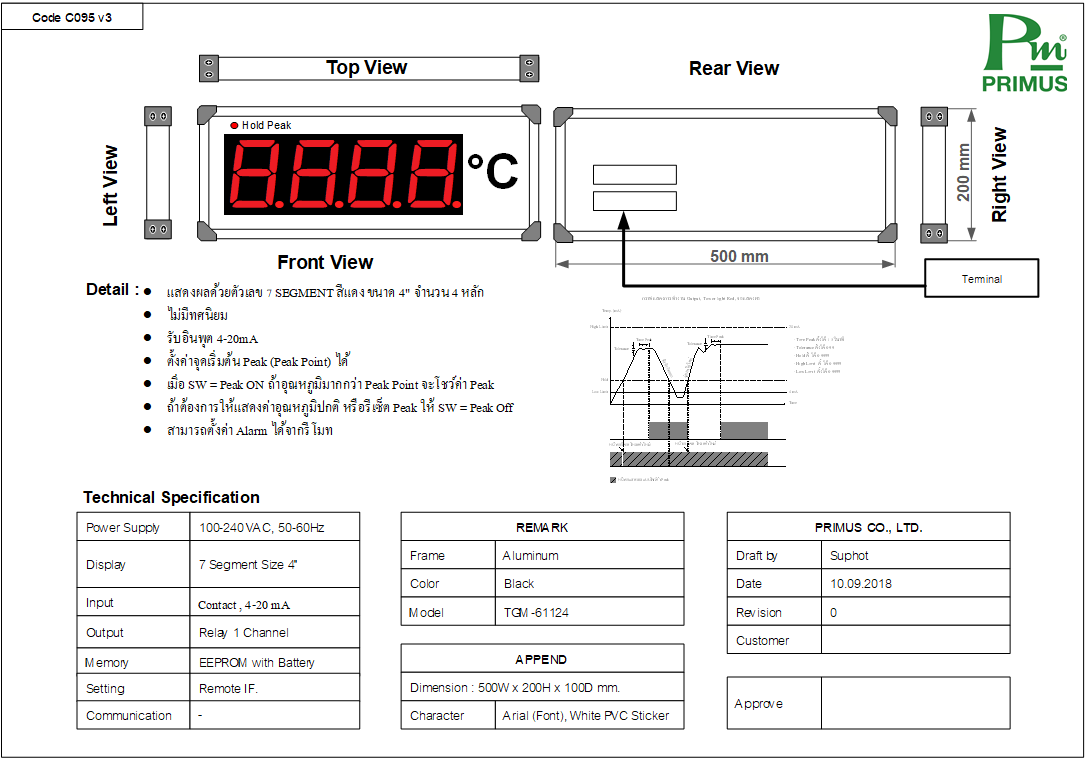 Code C095 v3
Pm®
PRIMUS
Top View
Rear View
Left View
Hold Peak
8.8.8.8.
°C
200 mm
Right View
Front View
500 mm
Terminal
Detail :
● แสดงผลด้วยตัวเลข 7 SEGMENT สีแดง ขนาด 4" จำนวน 4 หลัก
● ไม่มีทศนิยม
● รับอินพุต 4-20mA
● ตั้งค่าจุดเริ่มต้น Peak (Peak Point) ได้
● เมื่อ SW = Peak ON ถ้าอุณหภูมิมากกว่า Peak Point จะโชว์ค่า Peak
● ถ้าต้องการให้แสดงค่าอุณหภูมิปกติ หรือรีเซ็ต Peak ให้ SW = Peak Off
● สามารถตั้งค่า Alarm ได้จากรีโมท
Technical Specification
Power Supply 100-240 VAC, 50-60Hz
Display 7 Segment Size 4"
Input Contact , 4-20 mA
Output Relay 1 Channel
Memory EEPROM with Battery
Setting Remote IF.
Communication -
REMARK
Frame Aluminum
Color Black
Model TGM-61124
APPEND
Dimension : 500W x 200H x 100D mm.
Character Arial (Font), White PVC Sticker
PRIMUS CO., LTD.
Draft by Suphot
Date 10.09.2018
Revision 0
Customer
Approve